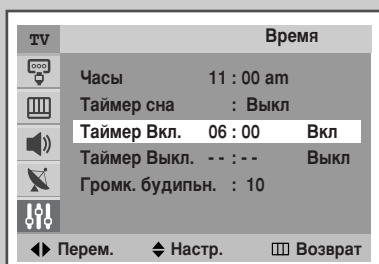 TV Время
Часы 11 : 00 am
Таймер сна : Выкл
Таймер Вкл. 06 : 00 Вкл
Таймер Выкл. - - : - - Выкл
Громк. будипьн. : 10
Перем. Настр. Возврат